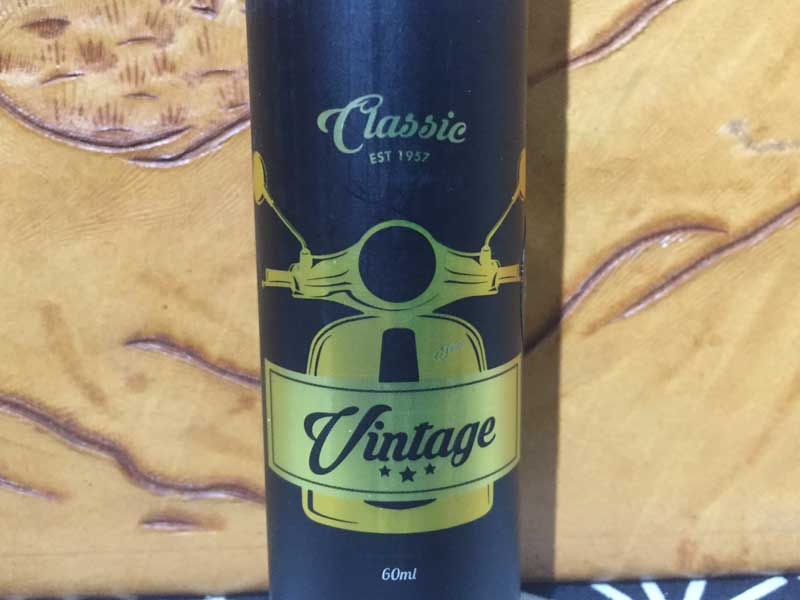 Classic
EST 1957
Vintage
60ml